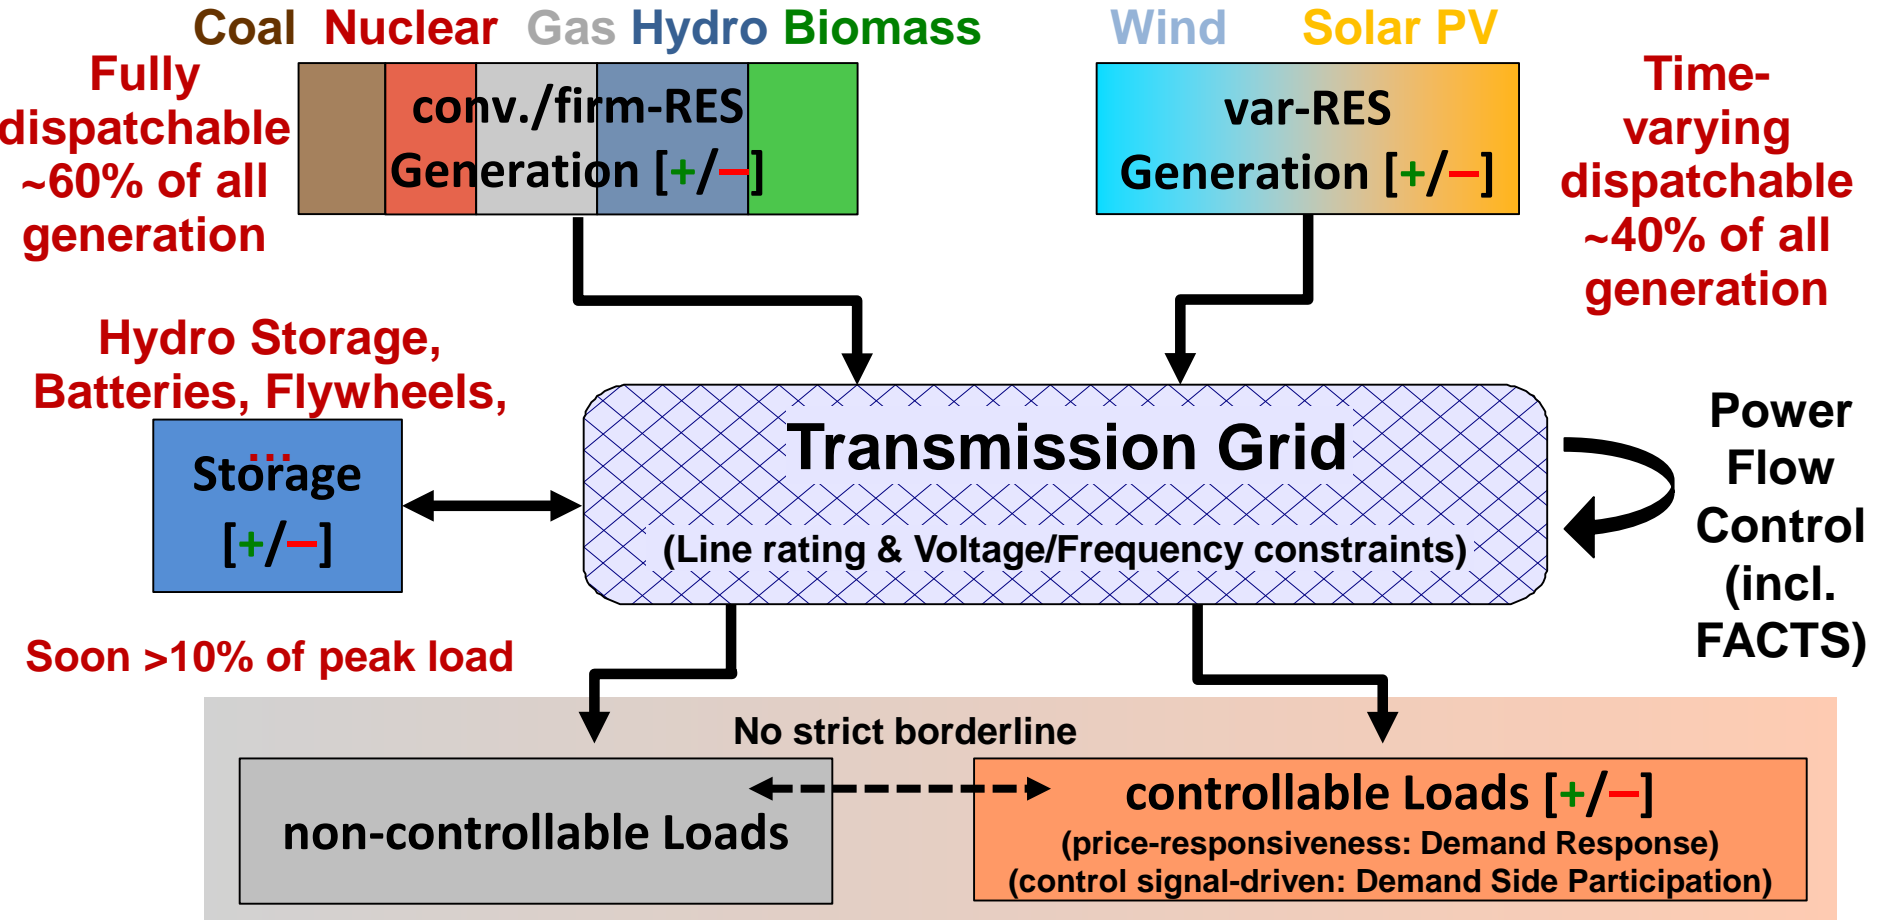 Coal Nuclear Gas Hydro Biomass
Wind Solar PV
Fully
dispatchable
~60% of all
generation
conv./firm-RES
Generation [+/−]
var-RES
Generation [+/−]
Time-
varying
dispatchable
~40% of all
generation
Hydro Storage,
Batteries, Flywheels,
...
Storage
[+/−]
Soon >10% of peak load
Transmission Grid
(Line rating & Voltage/Frequency constraints)
Power
Flow
Control
(incl.
FACTS)
No strict borderline
non-controllable Loads
controllable Loads [+/−]
(price-responsiveness: Demand Response)
(control signal-driven: Demand Side Participation)